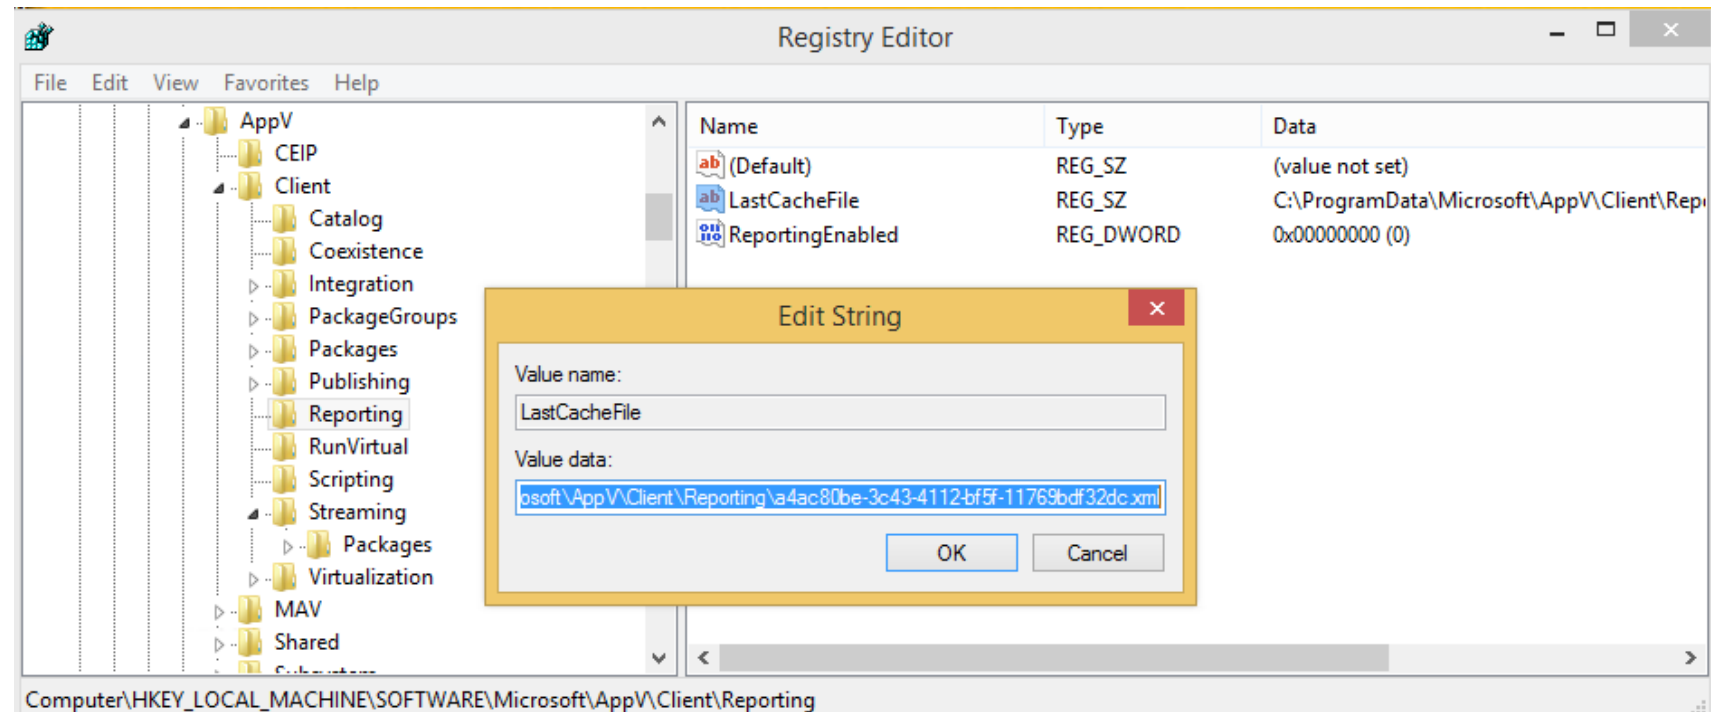 Registry Editor
File Edit View Favorites Help
AppV
CEIP
Client
Catalog
Coexistence
Integration
PackageGroups
Packages
Publishing
Reporting
RunVirtual
Scripting
Streaming
Packages
Virtualization
MAV
Shared
Name Type Data
(Default) REG_SZ (value not set)
LastCacheFile REG_SZ C:\ProgramData\Microsoft\AppV\Client\Rep
ReportingEnabled REG_DWORD 0x00000000 (0)
Edit String
Value name:
LastCacheFile
Value data:
osoft\AppV\Client\Reporting\a4ac80be-3c43-4112-bf5f-11769bdf32dc.xml
OK Cancel
Computer\HKEY_LOCAL_MACHINE\SOFTWARE\Microsoft\AppV\Client\Reporting